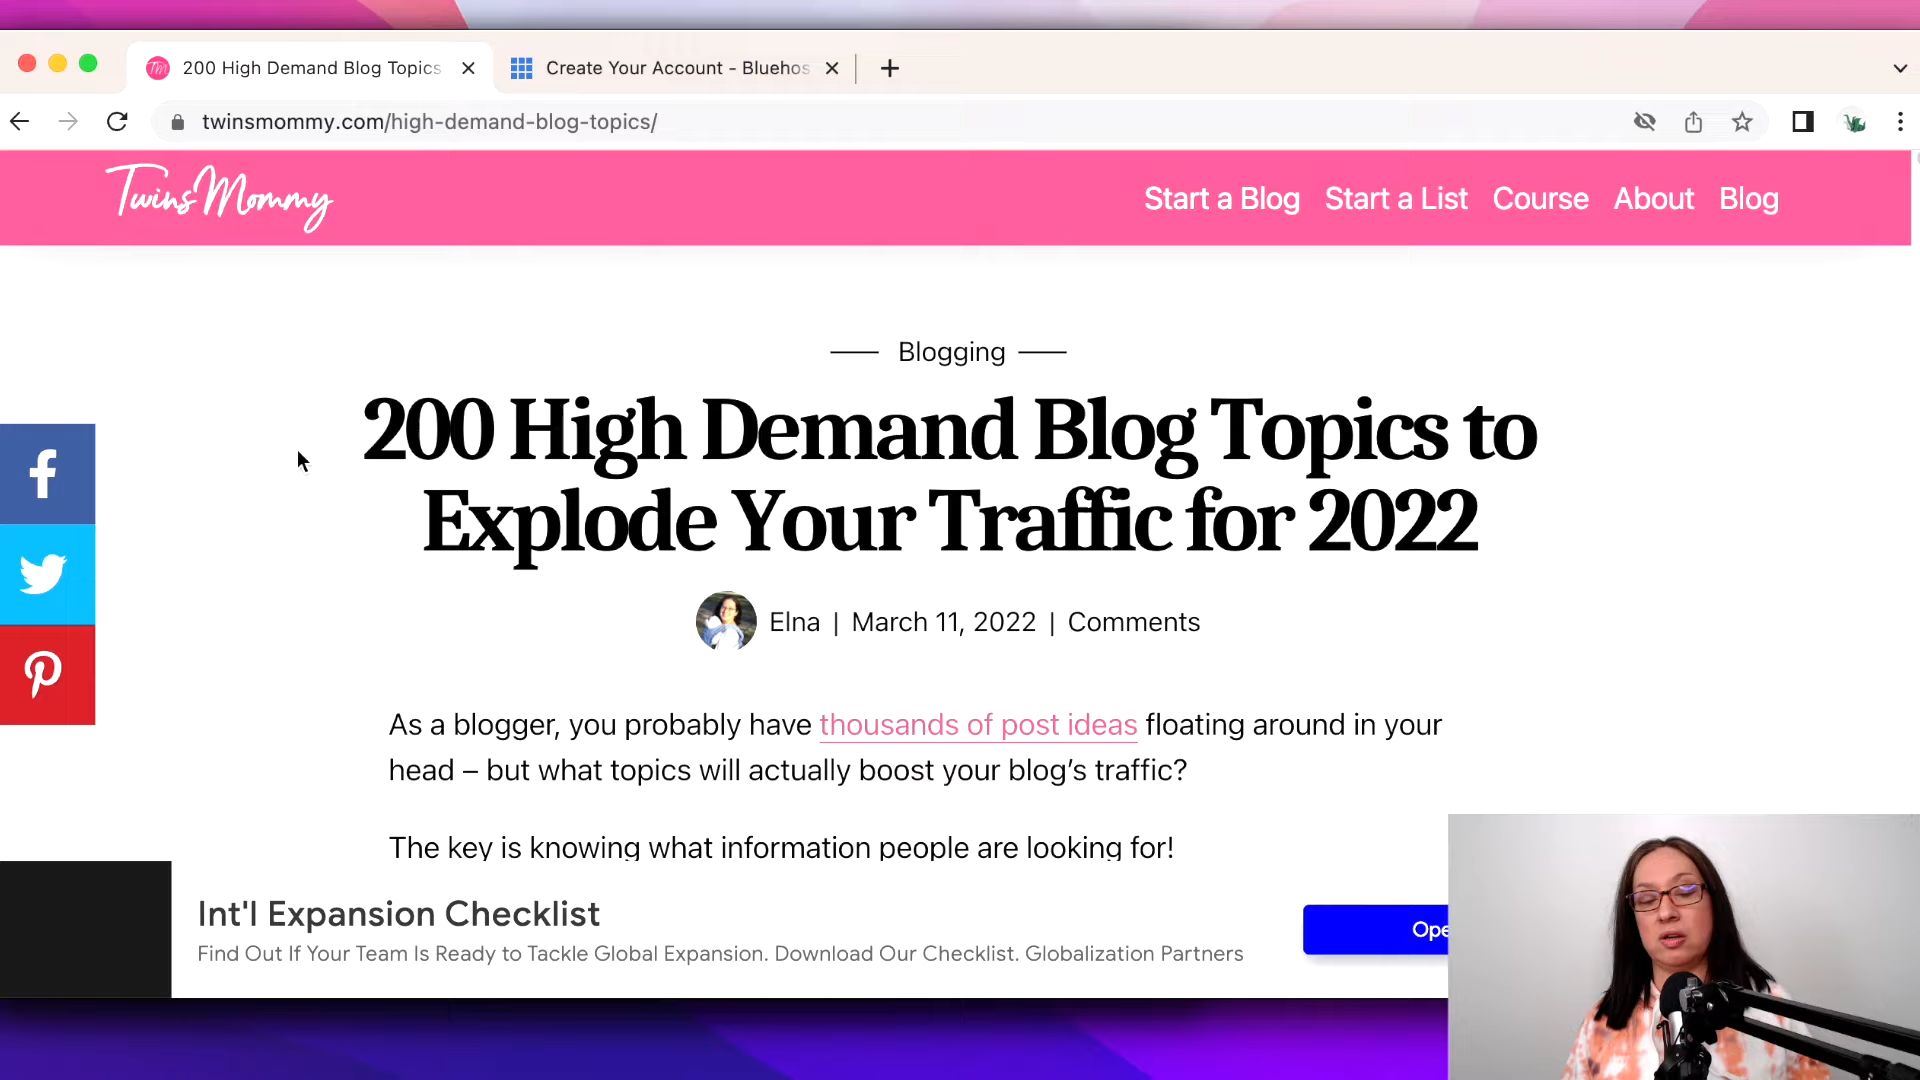 200 High Demand Blog Topics
Create Your Account - Bluehos
twinsmommy.com/high-demand-blog-topics/
Twins Mommy
Start a Blog Start a List Course About Blog
Blogging
200 High Demand Blog Topics to
Explode Your Traffic for 2022
Elna | March 11, 2022 | Comments
As a blogger, you probably have thousands of post ideas floating around in your
head – but what topics will actually boost your blog's traffic?
The key is knowing what information people are looking for!
Int'l Expansion Checklist
Find Out If Your Team Is Ready to Tackle Global Expansion. Download Our Checklist. Globalization Partners
Ope